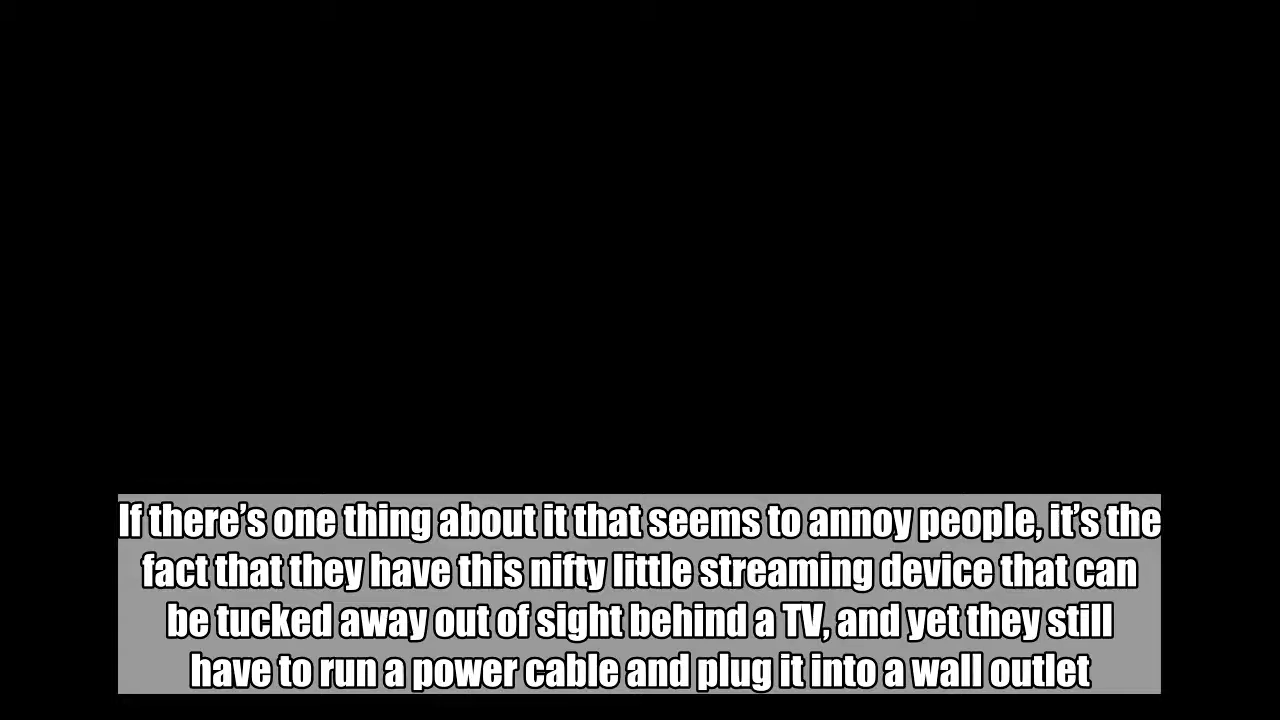 If there’s one thing about it that seems to annoy people, it’s the
fact that they have this nifty little streaming device that can
be tucked away out of sight behind a TV, and yet they still
have to run a power cable and plug it into a wall outlet